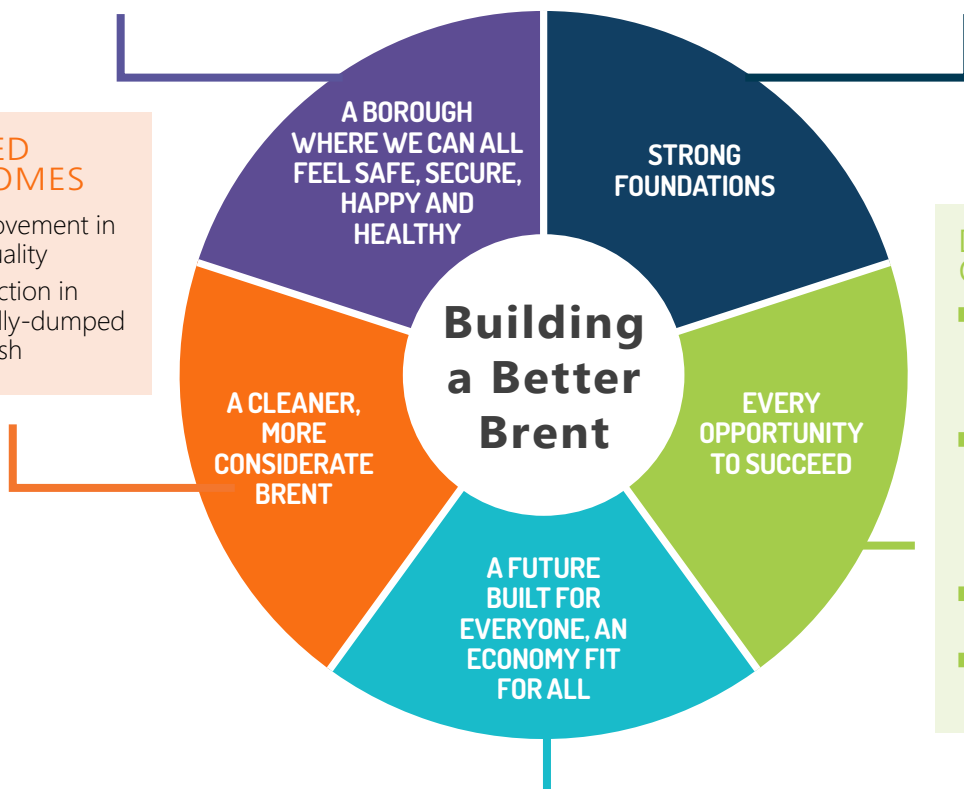 A BOROUGH
WHERE WE CAN ALL
FEEL SAFE, SECURE,
HAPPY AND
HEALTHY
STRONG
FOUNDATIONS
Building
a Better
Brent
A CLEANER,
MORE
CONSIDERATE
BRENT
EVERY
OPPORTUNITY
TO SUCCEED
A FUTURE
BUILT FOR
EVERYONE, AN
ECONOMY FIT
FOR ALL
ED
OMES
ovement in
uality
ction in
lly-dumped
sh